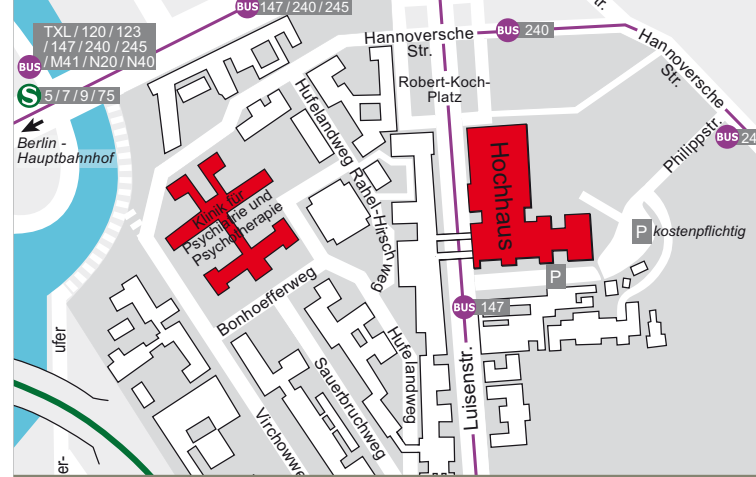 BUS 147 / 240 / 245
TXL / 120 / 123
/ 147 / 240 / 245
/ M41 / N20 / N40
BUS
S 5 / 7 / 9 / 75
Berlin -
Hauptbahnhof
Hannoversche
Str.
BUS 240
Hannoversche
Str.
Robert-Koch-
Platz
Philippstr.
BUS 24
Hufelandweg
Rahel-Hirsch weg
Hochhaus
Klinik für
Psychiatrie und
Psychotherapie
P kostenpflichtig
P
BUS 147
Bonhoefferweg
Hufelandweg
Sauerbruchweg
Luisenstr.
Virchowwe
ufer
er-